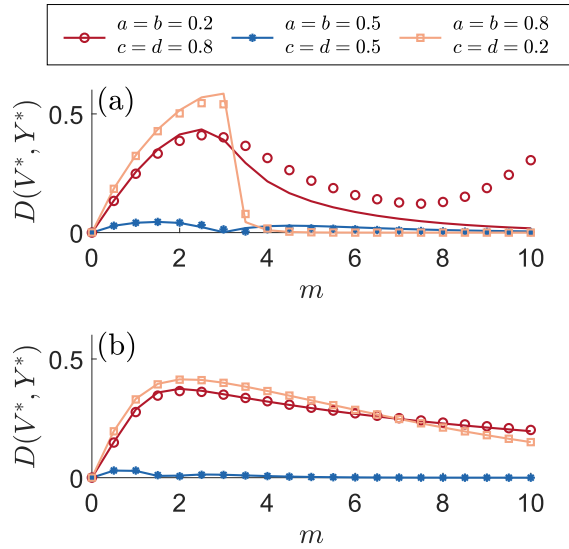 a = b = 0.2 a = b = 0.5 a = b = 0.8
c = d = 0.8 c = d = 0.5 c = d = 0.2
(a)
D(V*, Y*)
0.5
0
0 2 4 6 8 10
m
(b)
D(V*, Y*)
0.5
0
0 2 4 6 8 10
m